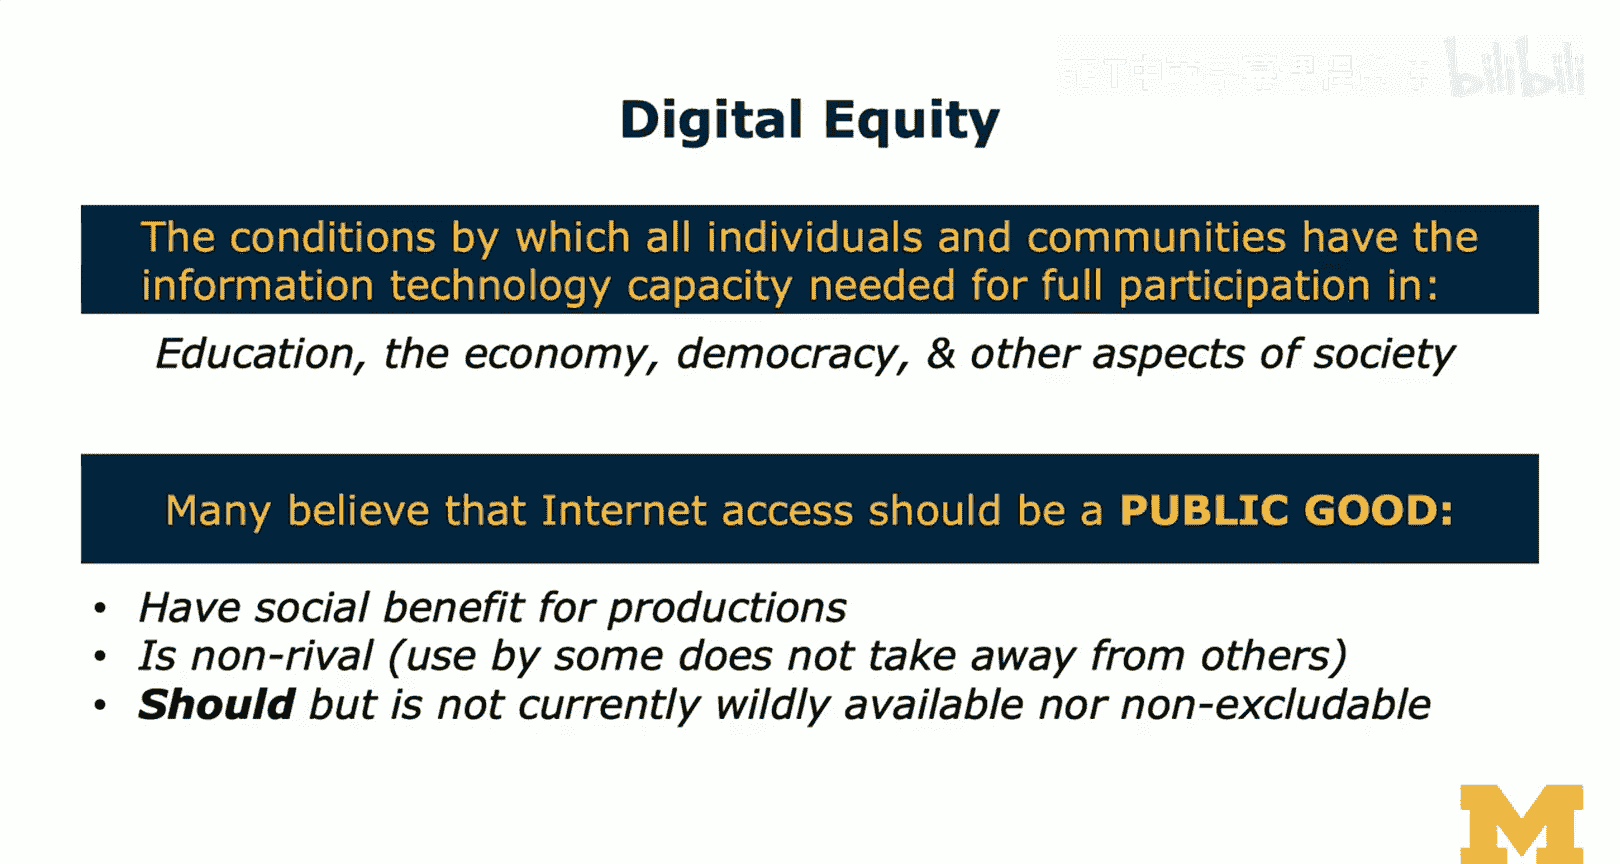 bilibili
Digital Equity
The conditions by which all individuals and communities have the
information technology capacity needed for full participation in:
Education, the economy, democracy, & other aspects of society
Many believe that Internet access should be a PUBLIC GOOD:
• Have social benefit for productions
• Is non-rival (use by some does not take away from others)
• Should but is not currently wildly available nor non-excludable
M